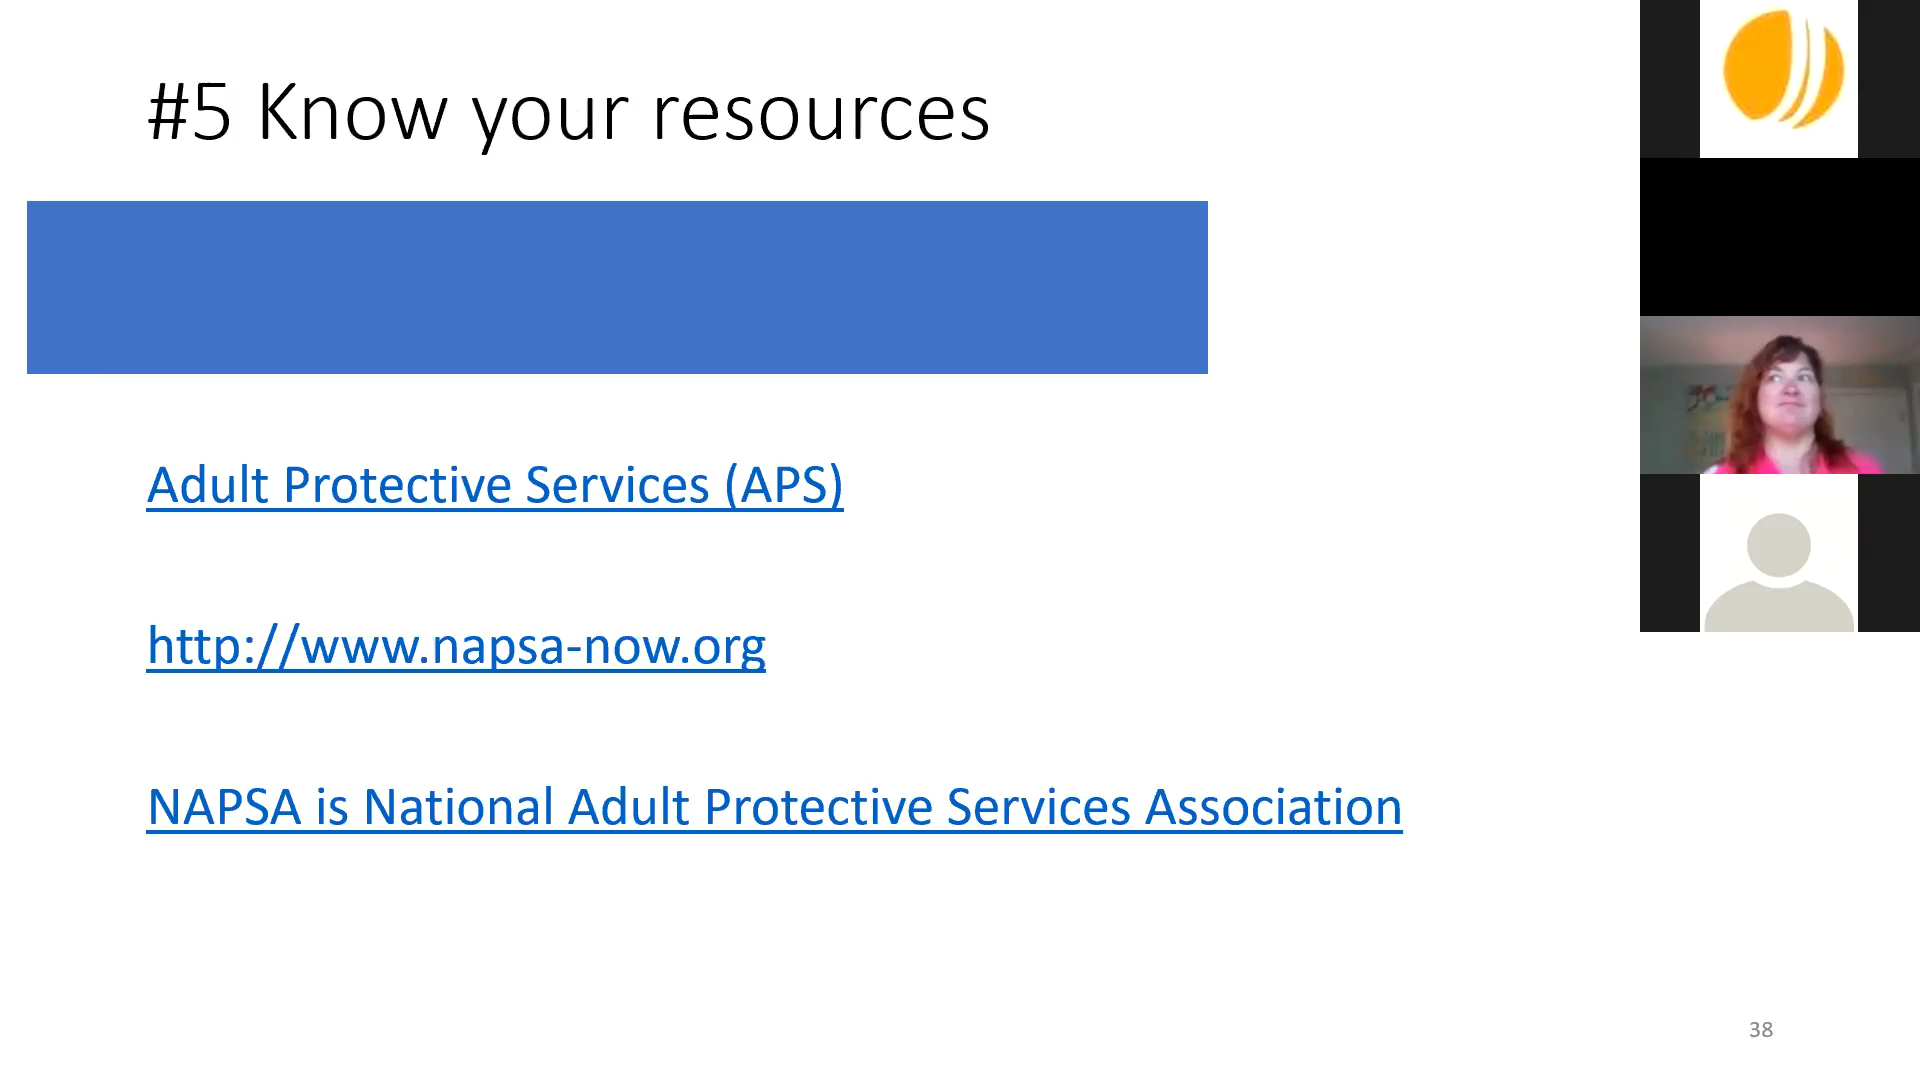 #5 Know your resources
Adult Protective Services (APS)
http://www.napsa-now.org
NAPSA is National Adult Protective Services Association
38